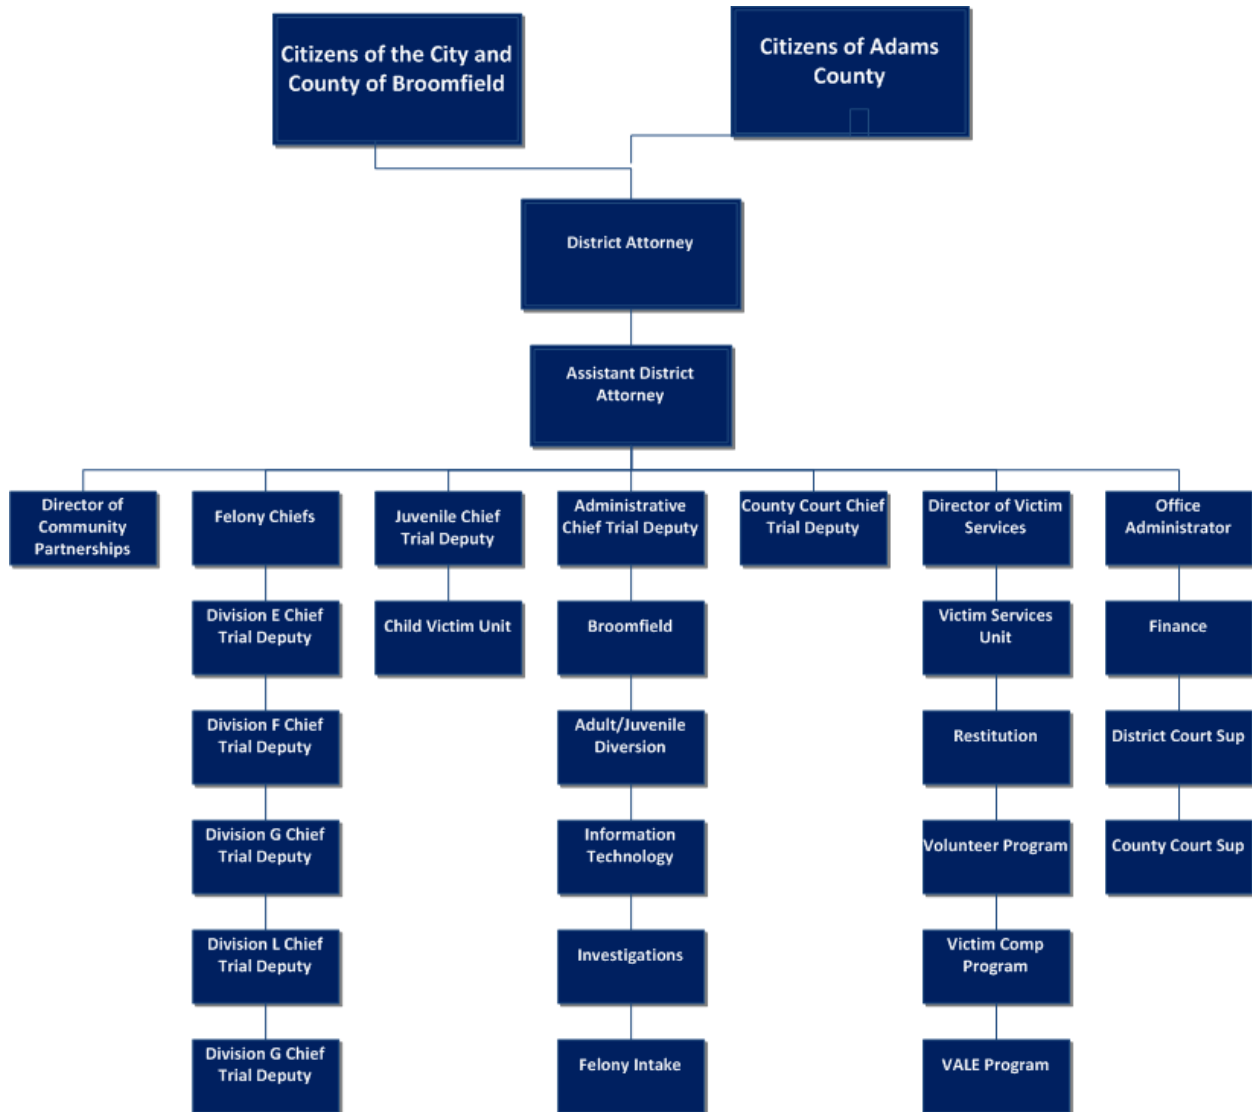 Citizens of the City and
County of Broomfield
Citizens of Adams
County
District Attorney
Assistant District
Attorney
Director of
Community
Partnerships
Felony Chiefs
Juvenile Chief
Trial Deputy
Administrative
Chief Trial Deputy
County Court Chief
Trial Deputy
Director of Victim
Services
Office
Administrator
Division E Chief
Trial Deputy
Child Victim Unit
Broomfield
Victim Services
Unit
Finance
Division F Chief
Trial Deputy
Adult/Juvenile
Diversion
Restitution
District Court Sup
Division G Chief
Trial Deputy
Information
Technology
Volunteer Program
County Court Sup
Division L Chief
Trial Deputy
Investigations
Victim Comp
Program
Division G Chief
Trial Deputy
Felony Intake
VALE Program